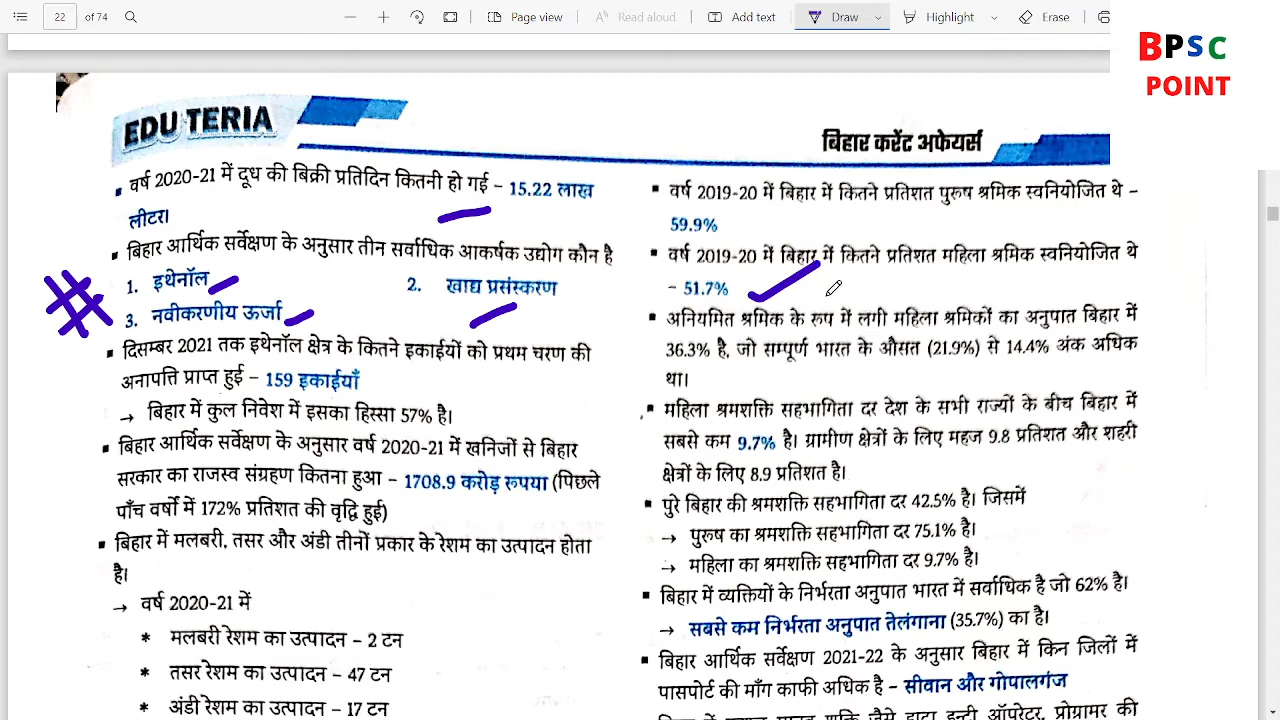 22 of 74
Page view
Read aloud
Add text
Draw
Highlight
Erase
BPSC
POINT
EDU TERIA
बिहार करेंट अफेयर्स
वर्ष 2020-21 में दूध की बिक्री प्रतिदिन कितनी हो गई – 15.22 लाख
लीटर।
बिहार आर्थिक सर्वेक्षण के अनुसार तीन सर्वाधिक आकर्षक उद्योग कौन है
1. इथेनॉल 2. खाद्य प्रसंस्करण
3. नवीकरणीय ऊर्जा
दिसम्बर 2021 तक इथेनॉल क्षेत्र के कितने इकाईयों को प्रथम चरण की
अनापत्ति प्राप्त हुई – 159 इकाईयाँ
→ बिहार में कुल निवेश में इसका हिस्सा 57% है।
बिहार आर्थिक सर्वेक्षण के अनुसार वर्ष 2020-21 में खनिजों से बिहार
सरकार का राजस्व संग्रहण कितना हुआ – 1708.9 करोड़ रुपया (पिछले
पाँच वर्षों में 172% प्रतिशत की वृद्धि हुई)
बिहार में मलबरी, तसर और अंडी तीनों प्रकार के रेशम का उत्पादन होता
है।
→ वर्ष 2020-21 में
* मलबरी रेशम का उत्पादन – 2 टन
* तसर रेशम का उत्पादन – 47 टन
* अंडी रेशम का उत्पादन – 17 टन
वर्ष 2019-20 में बिहार में कितने प्रतिशत पुरुष श्रमिक स्वनियोजित थे –
59.9%
वर्ष 2019-20 में बिहार में कितने प्रतिशत महिला श्रमिक स्वनियोजित थे
– 51.7%
अनियमित श्रमिक के रूप में लगी महिला श्रमिकों का अनुपात बिहार में
36.3% है, जो सम्पूर्ण भारत के औसत (21.9%) से 14.4% अंक अधिक
था।
महिला श्रमशक्ति सहभागिता दर देश के सभी राज्यों के बीच बिहार में
सबसे कम 9.7% है। ग्रामीण क्षेत्रों के लिए महज 9.8 प्रतिशत और शहरी
क्षेत्रों के लिए 8.9 प्रतिशत है।
पुरे बिहार की श्रमशक्ति सहभागिता दर 42.5% है। जिसमें
→ पुरुष का श्रमशक्ति सहभागिता दर 75.1% है।
→ महिला का श्रमशक्ति सहभागिता दर 9.7% है।
बिहार में व्यक्तियों के निर्भरता अनुपात भारत में सर्वाधिक है जो 62% है।
→ सबसे कम निर्भरता अनुपात तेलंगाना (35.7%) का है।
बिहार आर्थिक सर्वेक्षण 2021-22 के अनुसार बिहार में किन जिलों में
पासपोर्ट की माँग काफी अधिक है – सीवान और गोपालगंज